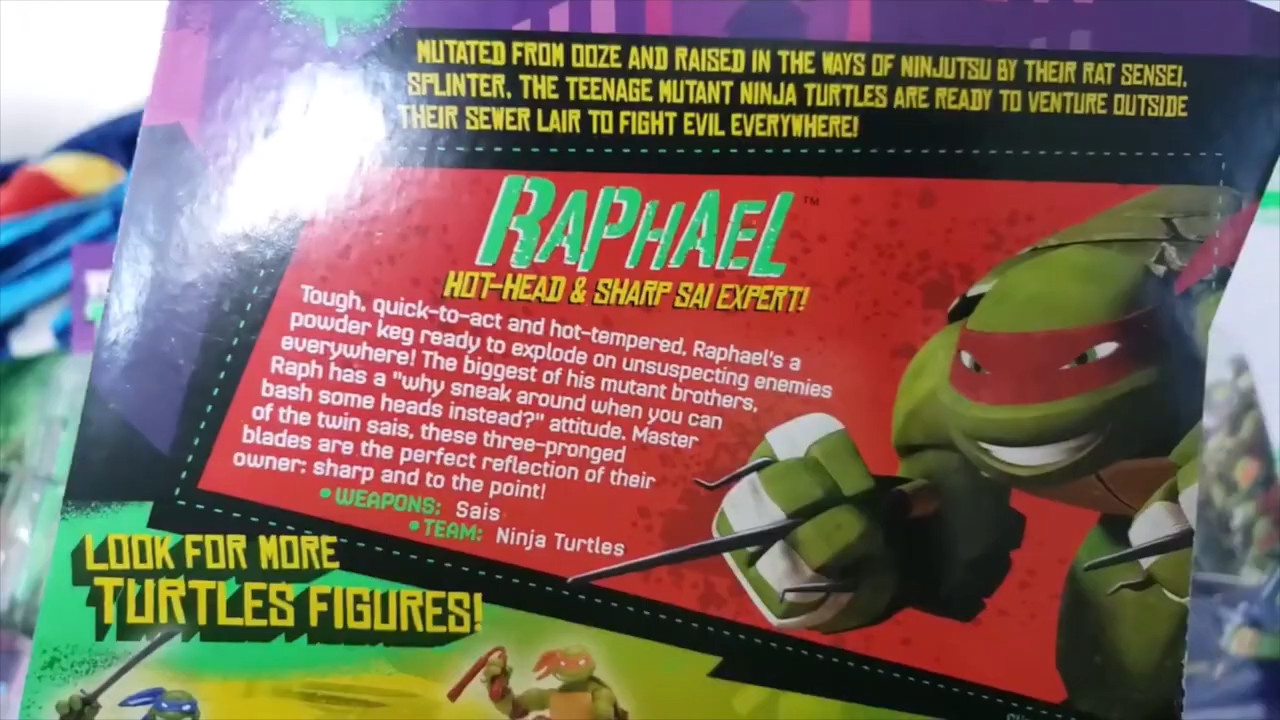 MUTATED FROM OOZE AND RAISED IN THE WAYS OF NINJUTSU BY THEIR RAT SENSEI,
SPLINTER, THE TEENAGE MUTANT NINJA TURTLES ARE READY TO VENTURE OUTSIDE
THEIR SEWER LAIR TO FIGHT EVIL EVERYWHERE!
RAPHAEL™
HOT-HEAD & SHARP SAI EXPERT!
Tough, quick-to-act and hot-tempered, Raphael's a
powder keg ready to explode on unsuspecting enemies
everywhere! The biggest of his mutant brothers,
Raph has a "why sneak around when you can
bash some heads instead?" attitude. Master
of the twin sais, these three-pronged
blades are the perfect reflection of their
owner: sharp and to the point!
• WEAPONS: Sais
• TEAM: Ninja Turtles
LOOK FOR MORE
TURTLES FIGURES!